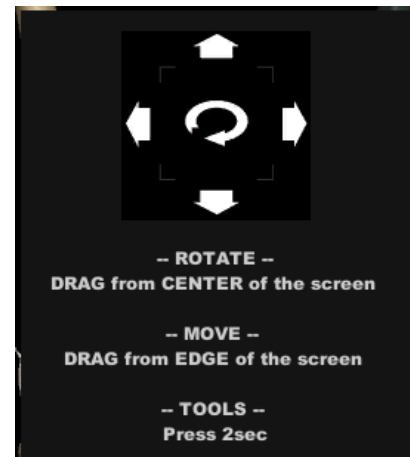 -- ROTATE --
DRAG from CENTER of the screen
-- MOVE --
DRAG from EDGE of the screen
-- TOOLS --
Press 2sec